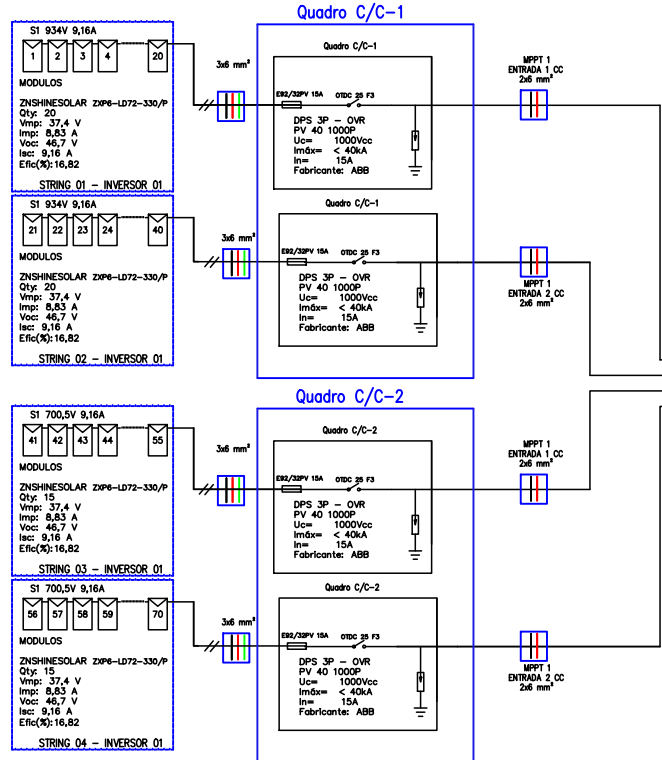 Quadro C/C-1
S1 934V 9,16A
1 2 3 4 20
MODULOS
ZNSHINESOLAR ZXP6-LD72-330/P
Qty: 20
Vmp: 37,4 V
Imp: 8,83 A
Voc: 46,7 V
Isc: 9,16 A
Efic(%):16,82
STRING 01 - INVERSOR 01
3x6 mm²
Quadro C/C-1
E92/32PV 15A OTDC 25 F3
DPS 3P - OVR
PV 40 1000P
Uc= 1000Vcc
Imáx= < 40kA
In= 15A
Fabricante: ABB
MPPT 1
ENTRADA 1 CC
2x6 mm²
S1 934V 9,16A
21 22 23 24 40
MODULOS
ZNSHINESOLAR ZXP6-LD72-330/P
Qty: 20
Vmp: 37,4 V
Imp: 8,83 A
Voc: 46,7 V
Isc: 9,16 A
Efic(%):16,82
STRING 02 - INVERSOR 01
3x6 mm²
Quadro C/C-1
E92/32PV 15A OTDC 25 F3
DPS 3P - OVR
PV 40 1000P
Uc= 1000Vcc
Imáx= < 40kA
In= 15A
Fabricante: ABB
MPPT 1
ENTRADA 2 CC
2x6 mm²
Quadro C/C-2
S1 700,5V 9,16A
41 42 43 44 55
MODULOS
ZNSHINESOLAR ZXP6-LD72-330/P
Qty: 15
Vmp: 37,4 V
Imp: 8,83 A
Voc: 46,7 V
Isc: 9,16 A
Efic(%):16,82
STRING 03 - INVERSOR 01
3x6 mm²
Quadro C/C-2
E92/32PV 15A OTDC 25 F3
DPS 3P - OVR
PV 40 1000P
Uc= 1000Vcc
Imáx= < 40kA
In= 15A
Fabricante: ABB
MPPT 1
ENTRADA 1 CC
2x6 mm²
S1 700,5V 9,16A
56 57 58 59 70
MODULOS
ZNSHINESOLAR ZXP6-LD72-330/P
Qty: 15
Vmp: 37,4 V
Imp: 8,83 A
Voc: 46,7 V
Isc: 9,16 A
Efic(%):16,82
STRING 04 - INVERSOR 01
3x6 mm²
Quadro C/C-2
E92/32PV 15A OTDC 25 F3
DPS 3P - OVR
PV 40 1000P
Uc= 1000Vcc
Imáx= < 40kA
In= 15A
Fabricante: ABB
MPPT 1
ENTRADA 2 CC
2x6 mm²